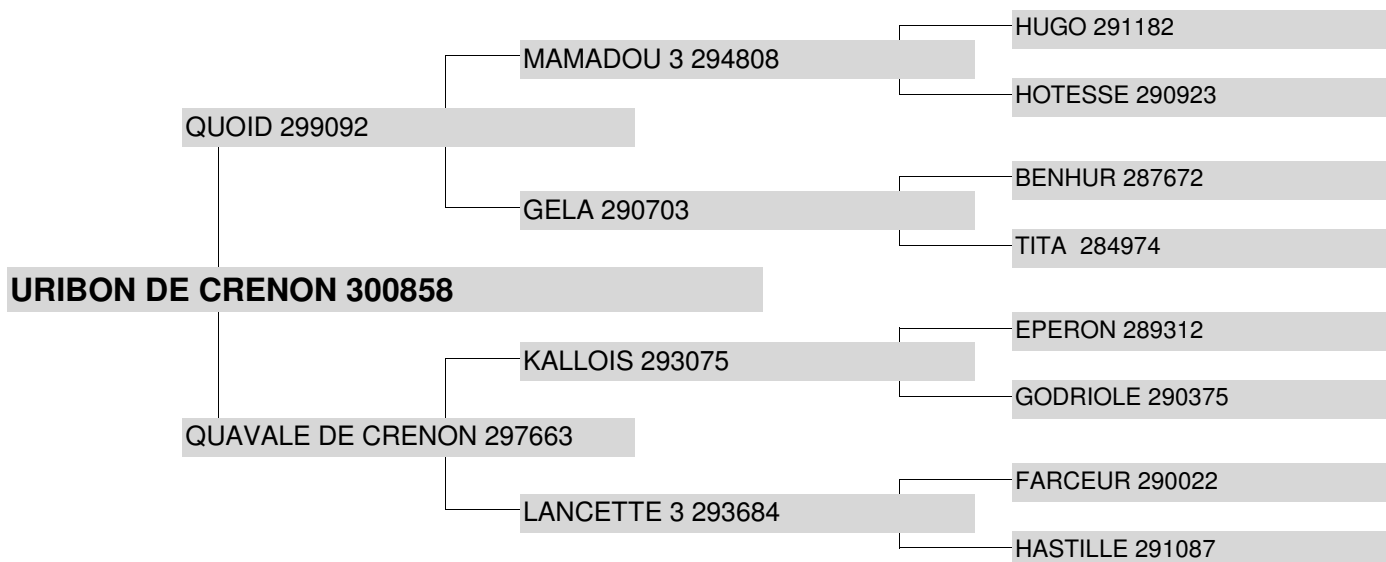 HUGO 291182
MAMADOU 3 294808
HOTESSE 290923
QUOID 299092
BENHUR 287672
GELA 290703
TITA  284974
URIBON DE CRENON 300858
EPERON 289312
KALLOIS 293075
GODRIOLE 290375
QUAVALE DE CRENON 297663
FARCEUR 290022
LANCETTE 3 293684
HASTILLE 291087